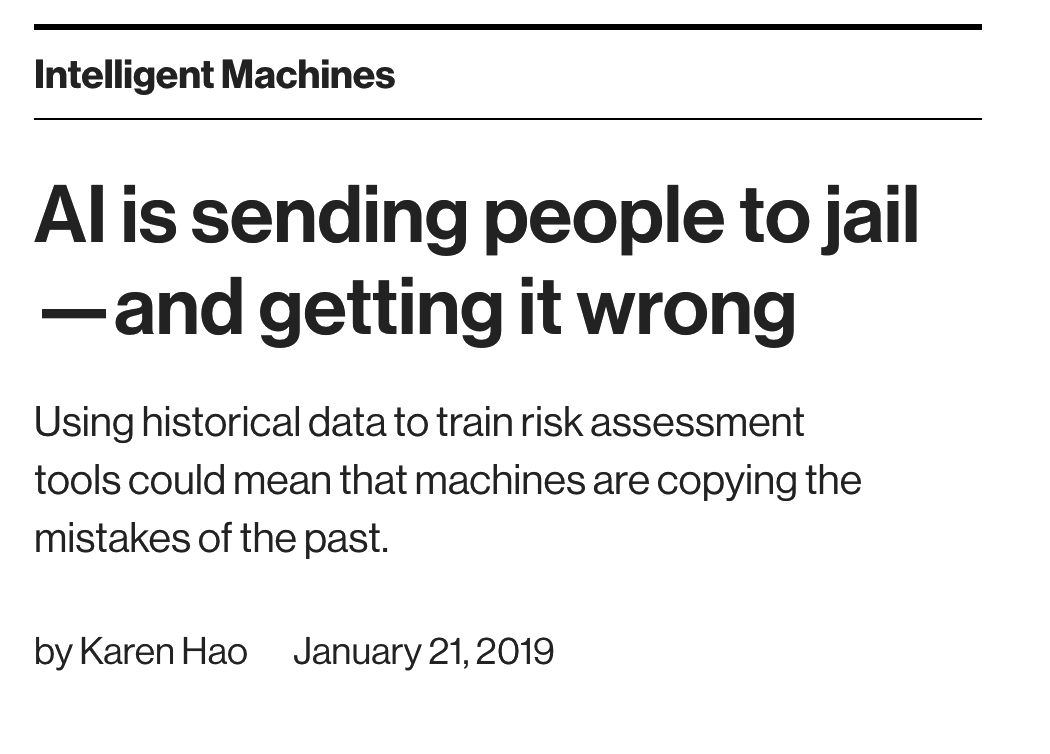 Intelligent Machines
AI is sending people to jail
—and getting it wrong
Using historical data to train risk assessment
tools could mean that machines are copying the
mistakes of the past.
by Karen Hao January 21, 2019